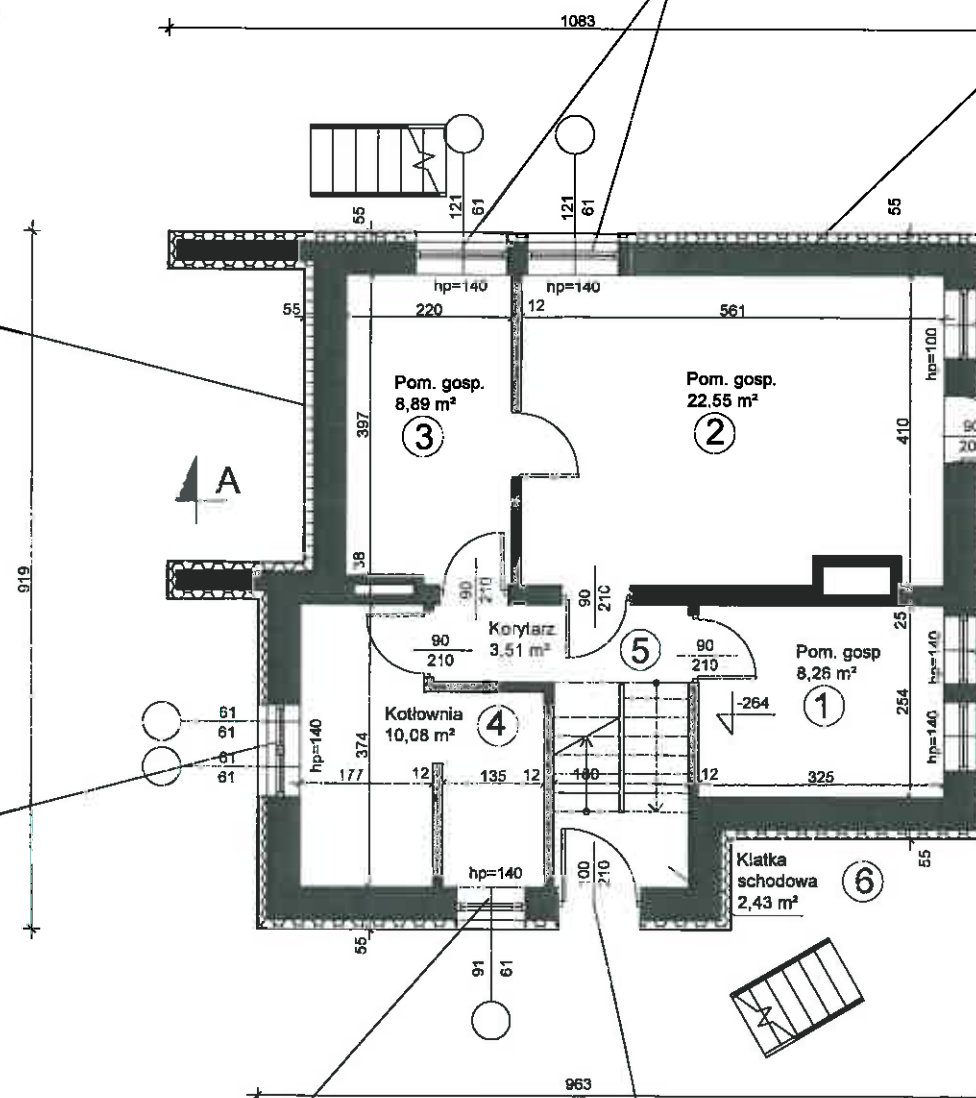 1083
55
121
61
121
61
55
hp=140
hp=140
55
220
12
561
hp=100
Pom. gosp.
8,89 m²
3
Pom. gosp.
22,55 m²
2
397
410
90
20
A
919
38
90
210
90
210
Korytarz
3,51 m²
5
90
210
90
210
25
Pom. gosp
8,26 m²
1
hp=140
254
-264
Kotłownia
10,08 m²
4
61
61
61
61
hp=140
374
hp=140
177
12
135
12
180
12
325
hp=140
100
210
Klatka
schodowa
2,43 m²
6
55
55
91
61
963